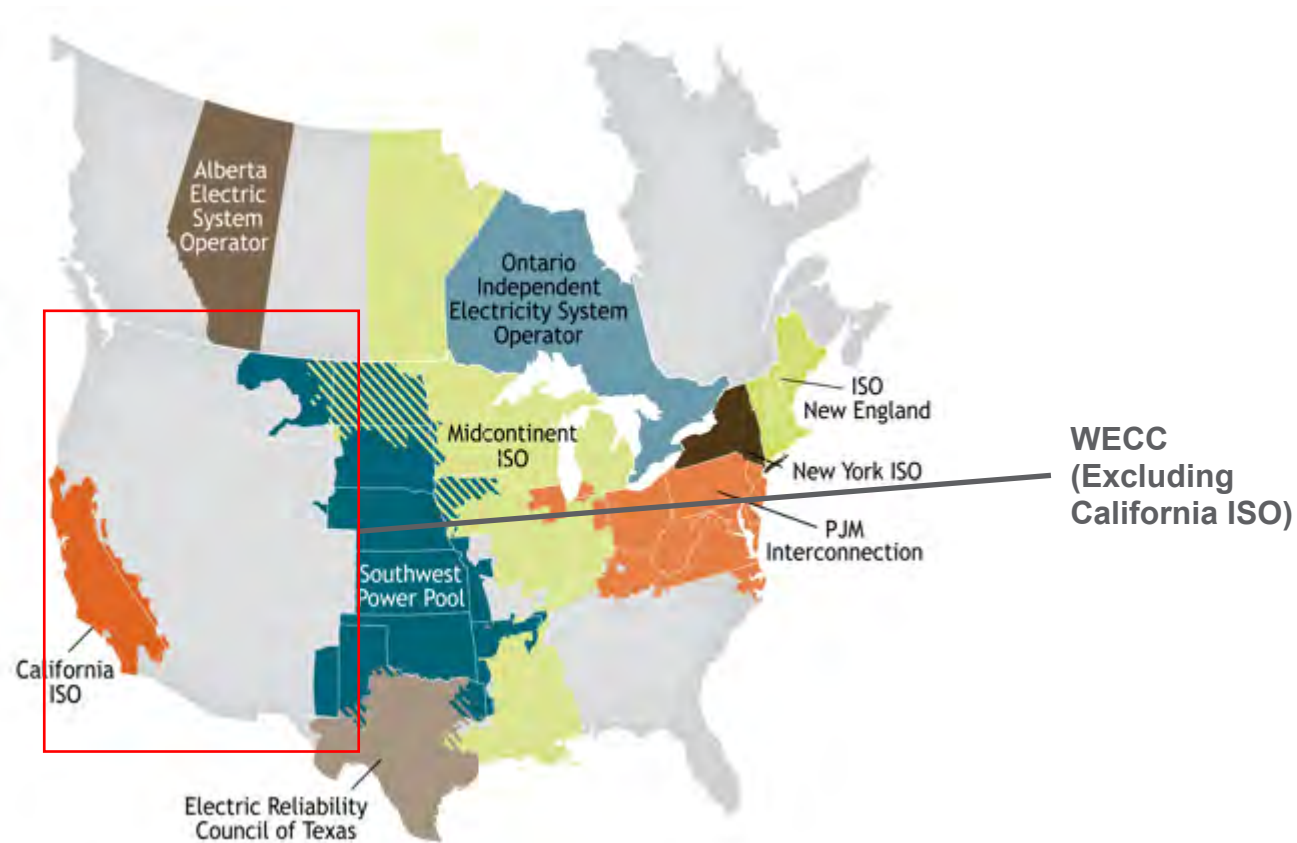 Alberta
Electric
System
Operator
Ontario
Independent
Electricity System
Operator
ISO
New England
Midcontinent
ISO
New York ISO
WECC
(Excluding
California ISO)
PJM
Interconnection
Southwest
Power Pool
California
ISO
Electric Reliability
Council of Texas